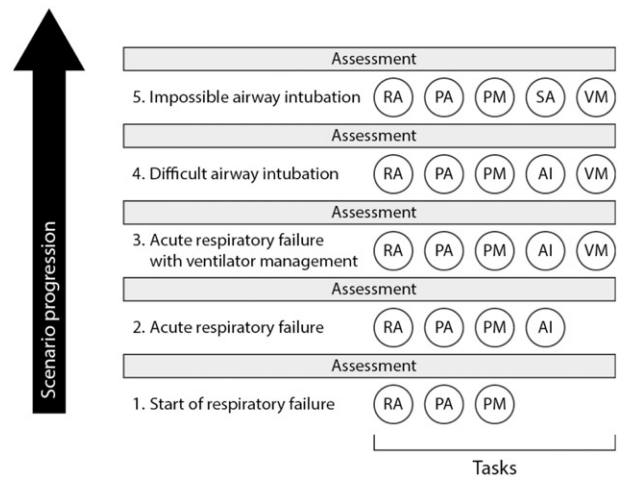 Assessment
5. Impossible airway intubation RA PA PM SA VM
Assessment
4. Difficult airway intubation RA PA PM AI VM
Assessment
3. Acute respiratory failure
with ventilator management RA PA PM AI VM
Assessment
2. Acute respiratory failure RA PA PM AI
Assessment
1. Start of respiratory failure RA PA PM
Tasks
Scenario progression